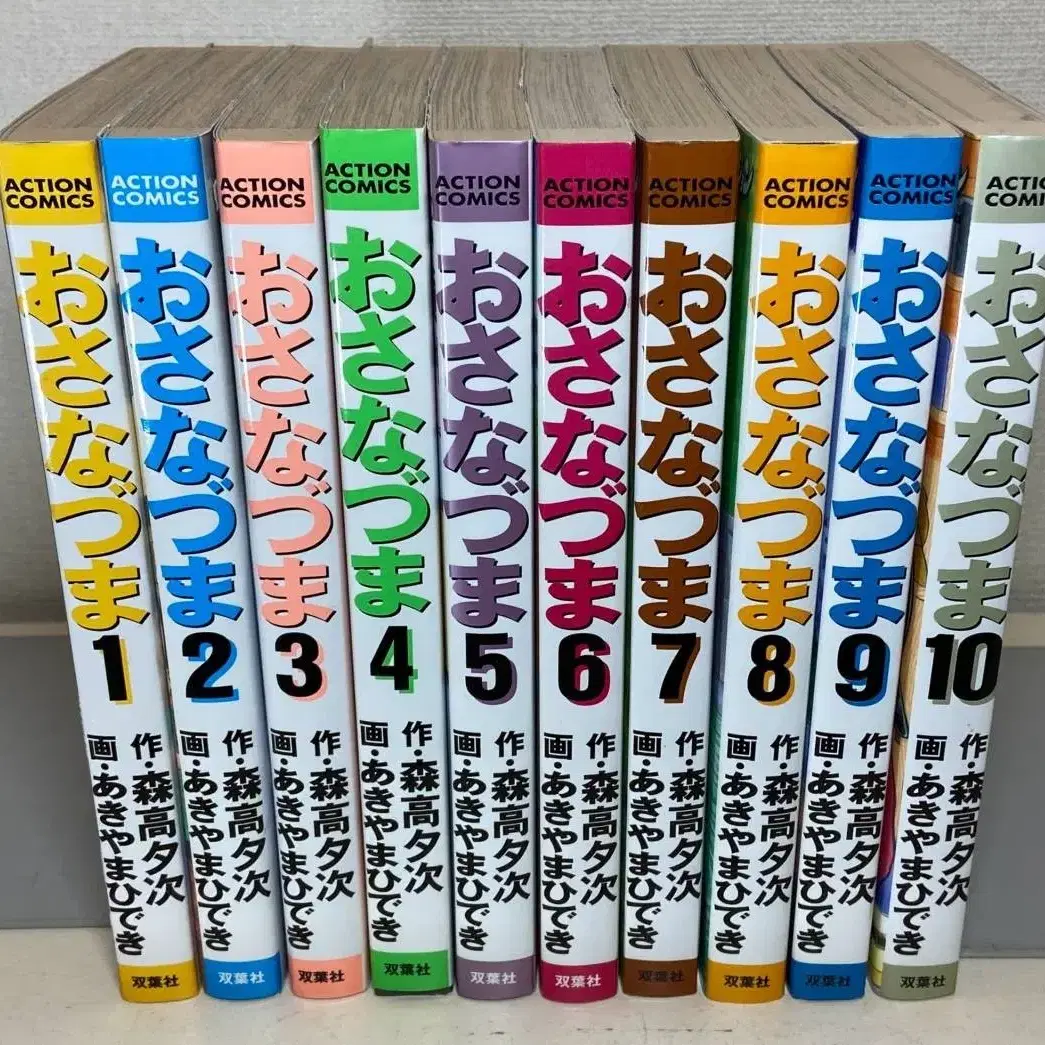 ACTION
COMICS
おさなづま
1
作・森高夕次
画・あきやまひでき
双葉社
ACTION
COMICS
おさなづま
2
作・森高夕次
画・あきやまひでき
双葉社
ACTION
COMICS
おさなづま
3
作・森高夕次
画・あきやまひでき
双葉社
ACTION
COMICS
おさなづま
4
作・森高夕次
画・あきやまひでき
双葉社
ACTION
COMICS
おさなづま
5
作・森高夕次
画・あきやまひでき
双葉社
ACTION
COMICS
おさなづま
6
作・森高夕次
画・あきやまひでき
双葉社
ACTION
COMICS
おさなづま
7
作・森高夕次
画・あきやまひでき
双葉社
ACTION
COMICS
おさなづま
8
作・森高夕次
画・あきやまひでき
双葉社
ACTION
COMICS
おさなづま
9
作・森高夕次
画・あきやまひでき
双葉社
ACTIO
COMI
おさなづま
10
作・森高夕次
画・あきやまひでき
双葉社